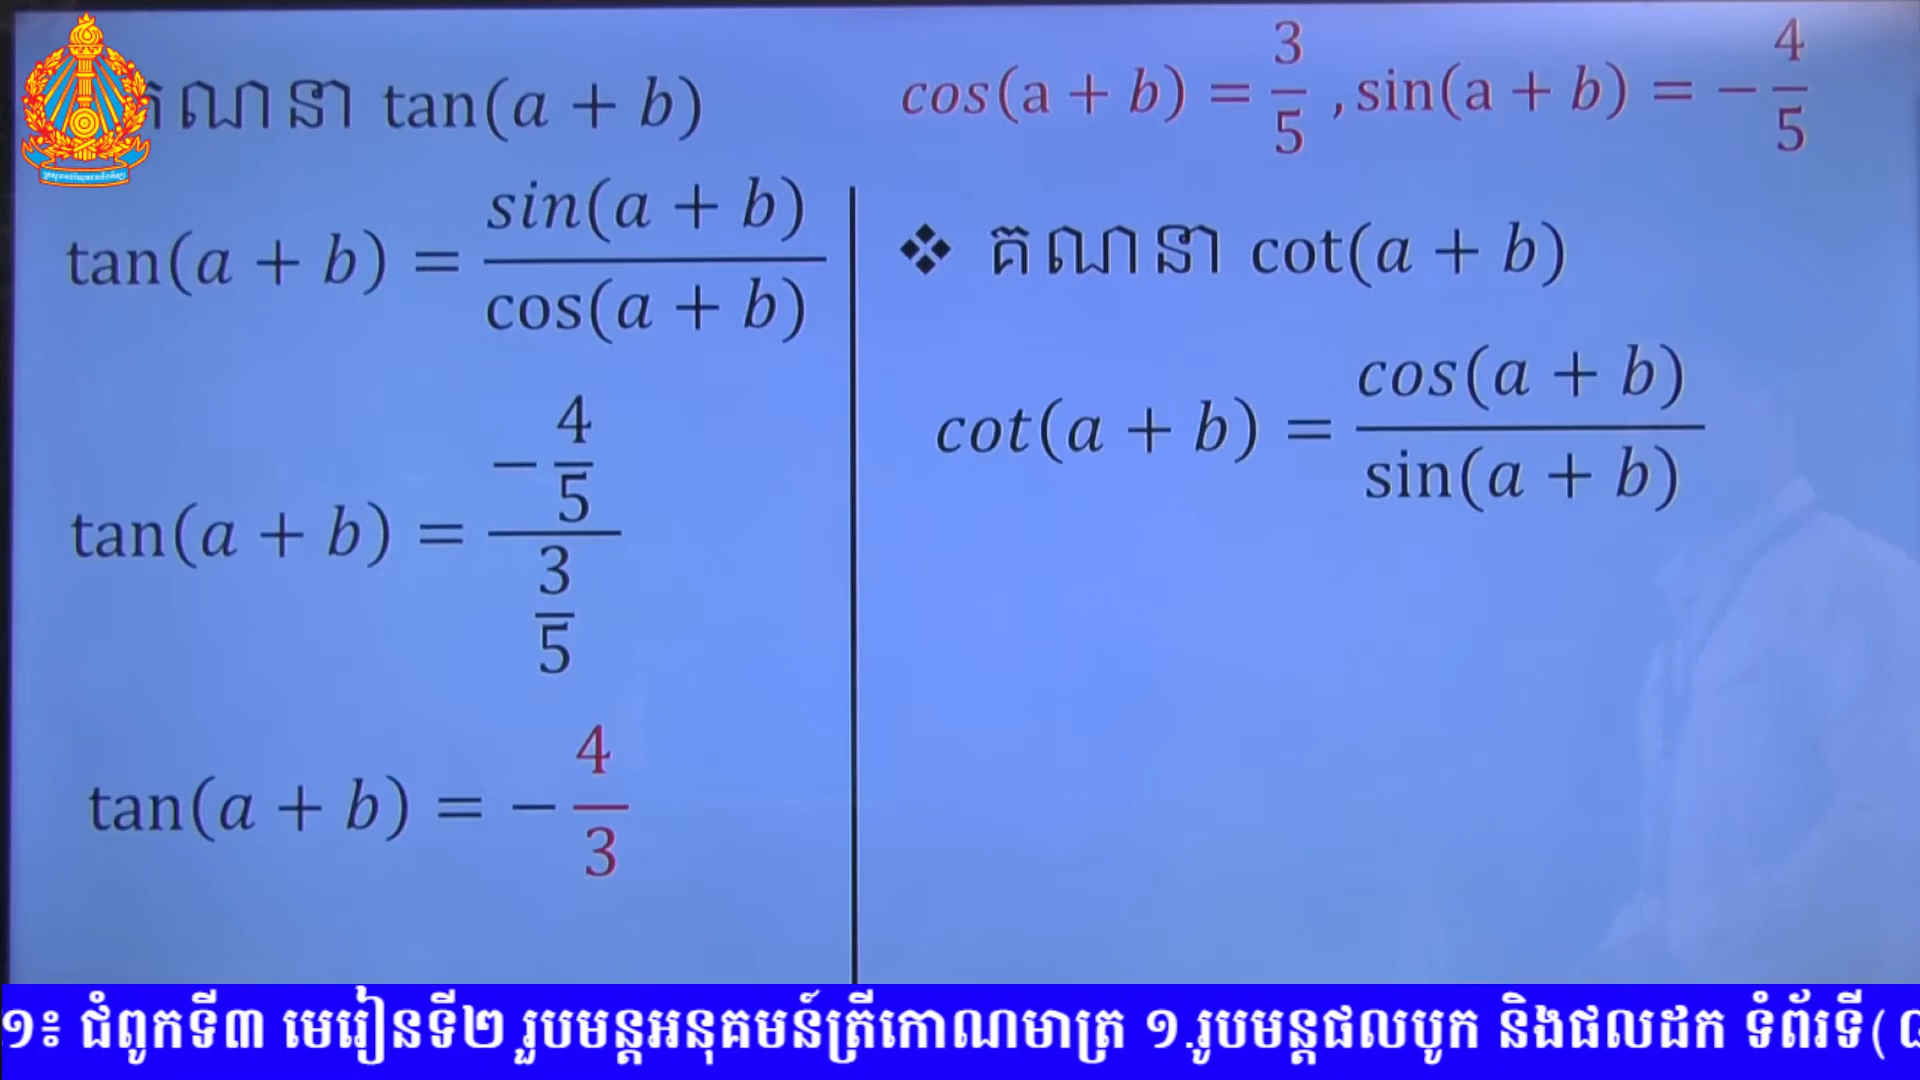 គណនា tan(a + b)
cos(a + b) = 3/5 , sin(a + b) = − 4/5
tan(a + b) = sin(a + b) / cos(a + b)
tan(a + b) = (− 4/5) / (3/5)
tan(a + b) = − 4/3
❖ គណនា cot(a + b)
cot(a + b) = cos(a + b) / sin(a + b)
១៖ ជំពូកទី៣ មេរៀនទី២ រួបមន្តអនុគមន៍ត្រីកោណមាត្រ ១.រូបមន្តផលបូក និងផលដក ទំព័រទី(